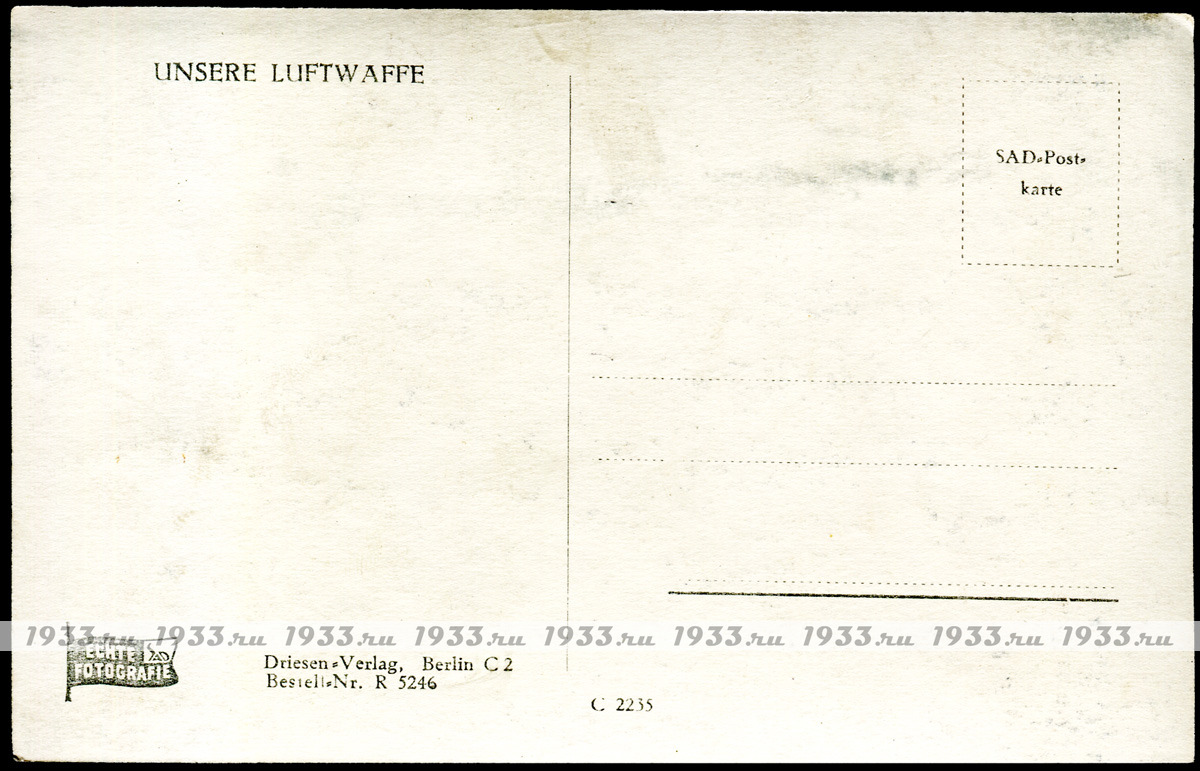 UNSERE LUFTWAFFE
SAD=Post=
karte
1933.ru 1933.ru 1933.ru 1933.ru 1933.ru 1933.ru 1933.ru 1933.ru 1933.ru
ECHTE
FOTOGRAFIE
Driesen=Verlag, Berlin C 2
Bestell=Nr. R 5246
C 2235